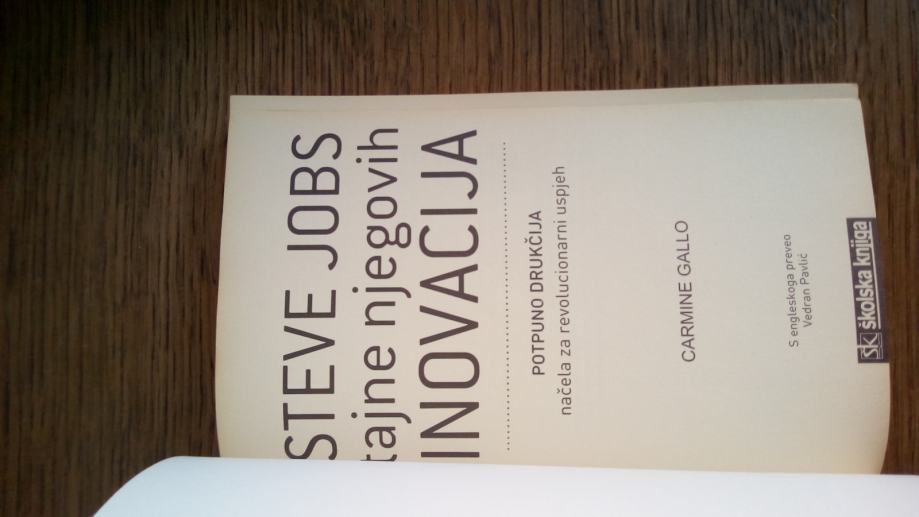 STEVE JOBS
tajne njegovih
INOVACIJA
POTPUNO DRUKČIJA
načela za revolucionarni uspjeh
CARMINE GALLO
S engleskoga preveo
Vedran Pavlić
SK školska knjiga